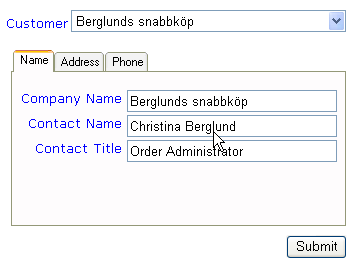 Customer Berglunds snabbköp
Name Address Phone
Company Name Berglunds snabbköp
Contact Name Christina Berglund
Contact Title Order Administrator
Submit